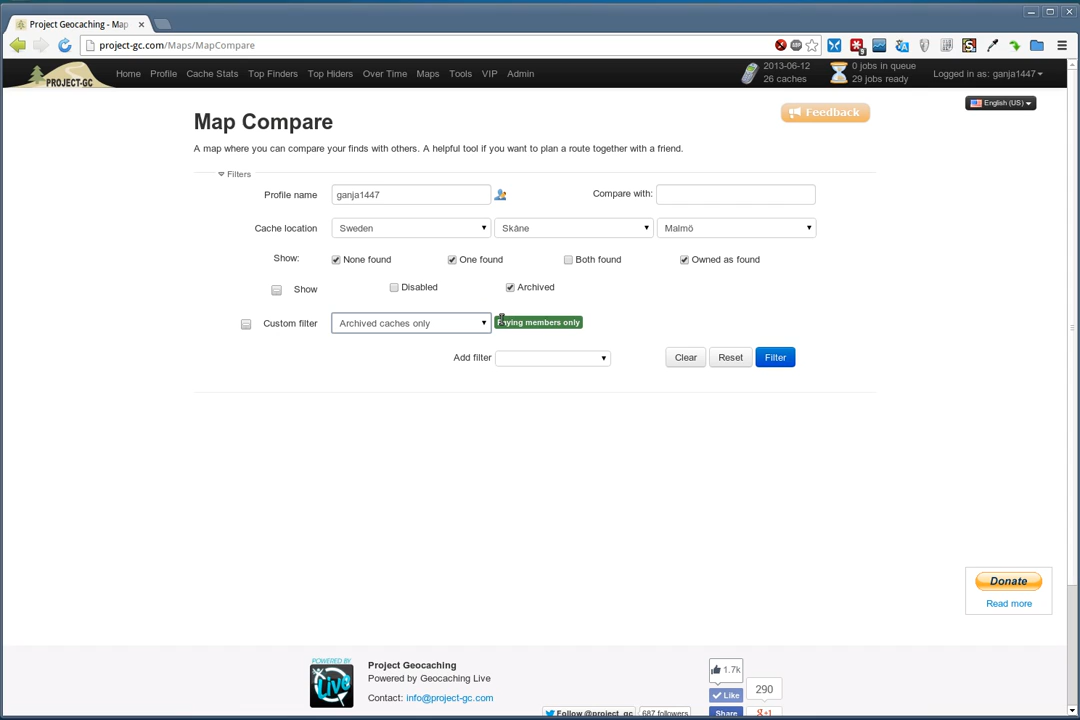 Project Geocaching - Map
project-gc.com/Maps/MapCompare
PROJECT-GC
Home Profile Cache Stats Top Finders Top Hiders Over Time Maps Tools VIP Admin
2013-06-12
26 caches
0 jobs in queue
29 jobs ready
Logged in as: ganja1447
English (US)
Map Compare
Feedback
A map where you can compare your finds with others. A helpful tool if you want to plan a route together with a friend.
Filters
Profile name ganja1447 Compare with:
Cache location Sweden Skåne Malmö
Show: None found One found Both found Owned as found
Show Disabled Archived
Custom filter Archived caches only Paying members only
Add filter Clear Reset Filter
Donate
Read more
POWERED BY
Live
Project Geocaching
Powered by Geocaching Live
Contact: info@project-gc.com
1.7k
Like
290
Follow @project_gc 687 followers
Share
g+1